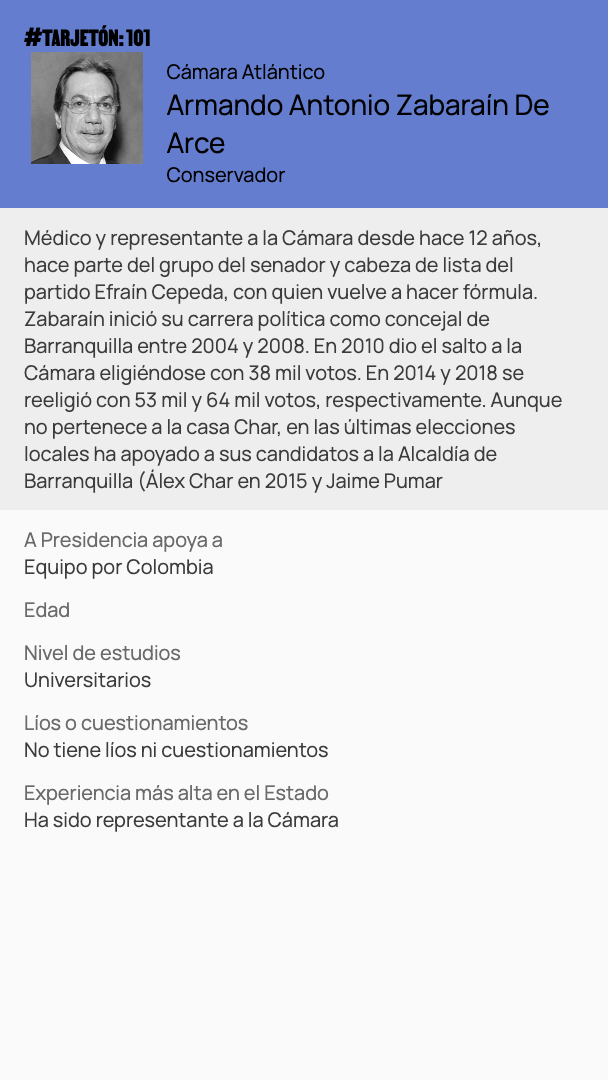 #TARJETÓN: 101
Cámara Atlántico
Armando Antonio Zabaraín De
Arce
Conservador
Médico y representante a la Cámara desde hace 12 años,
hace parte del grupo del senador y cabeza de lista del
partido Efraín Cepeda, con quien vuelve a hacer fórmula.
Zabaraín inició su carrera política como concejal de
Barranquilla entre 2004 y 2008. En 2010 dio el salto a la
Cámara eligiéndose con 38 mil votos. En 2014 y 2018 se
reeligió con 53 mil y 64 mil votos, respectivamente. Aunque
no pertenece a la casa Char, en las últimas elecciones
locales ha apoyado a sus candidatos a la Alcaldía de
Barranquilla (Álex Char en 2015 y Jaime Pumar
A Presidencia apoya a
Equipo por Colombia
Edad
Nivel de estudios
Universitarios
Líos o cuestionamientos
No tiene líos ni cuestionamientos
Experiencia más alta en el Estado
Ha sido representante a la Cámara